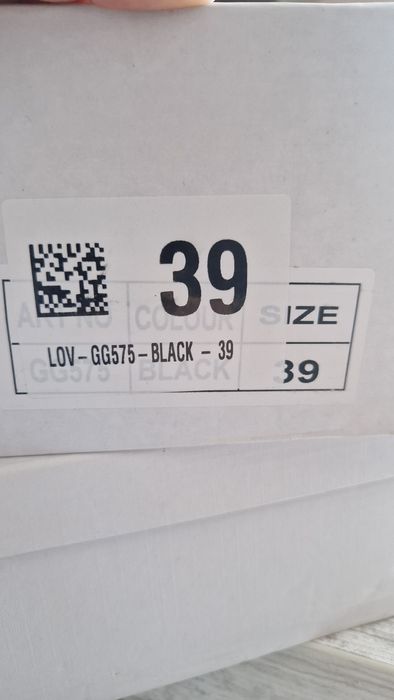 39
ART NO COLOUR SIZE
LOV-GG575-BLACK - 39
GG575 BLACK 39